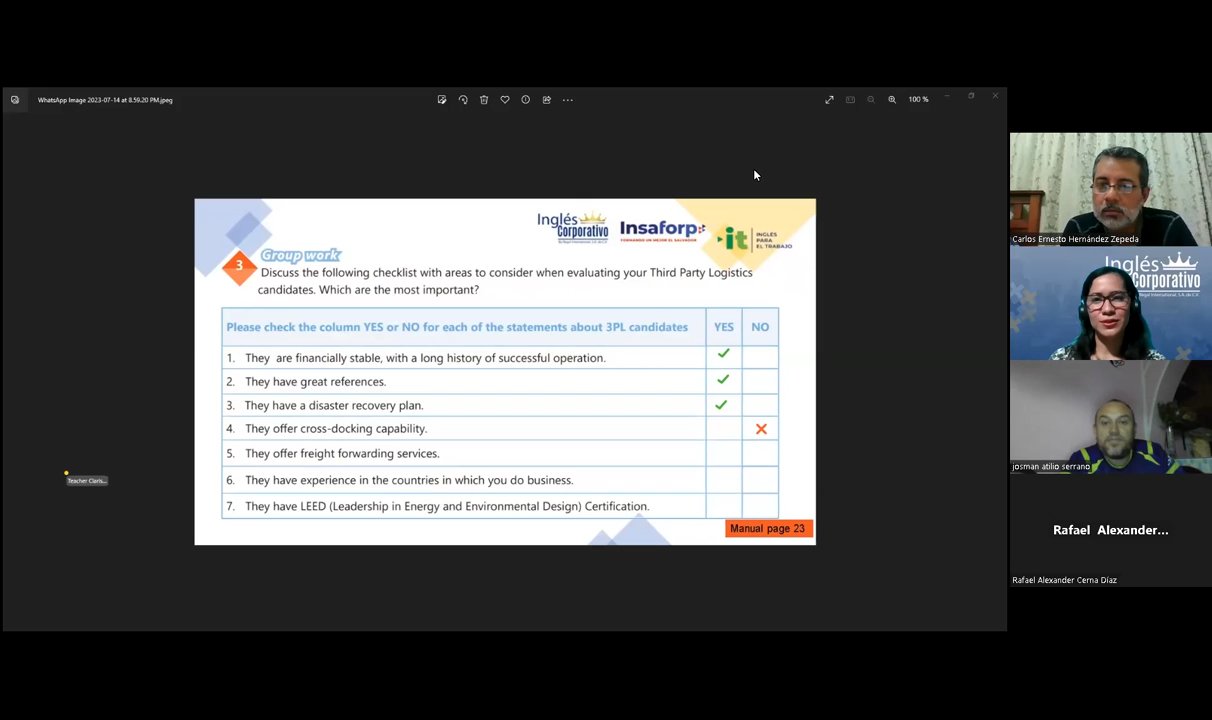 WhatsApp Image 2023-07-14 at 8.59.20 PM.jpeg
100 %
Inglés
Corporativo
Insaforp
FORMANDO UN MEJOR EL SALVADOR
it
INGLÉS
PARA
EL TRABAJO
3
Group work
Discuss the following checklist with areas to consider when evaluating your Third Party Logistics
candidates. Which are the most important?
Please check the column YES or NO for each of the statements about 3PL candidates YES NO
1. They are financially stable, with a long history of successful operation.
2. They have great references.
3. They have a disaster recovery plan.
4. They offer cross-docking capability.
5. They offer freight forwarding services.
6. They have experience in the countries in which you do business.
7. They have LEED (Leadership in Energy and Environmental Design) Certification.
Manual page 23
Teacher Claris...
Carlos Ernesto Hernández Zepeda
Inglés
Corporativo
josman atilio serrano
Rafael Alexander...
Rafael Alexander Cerna Díaz